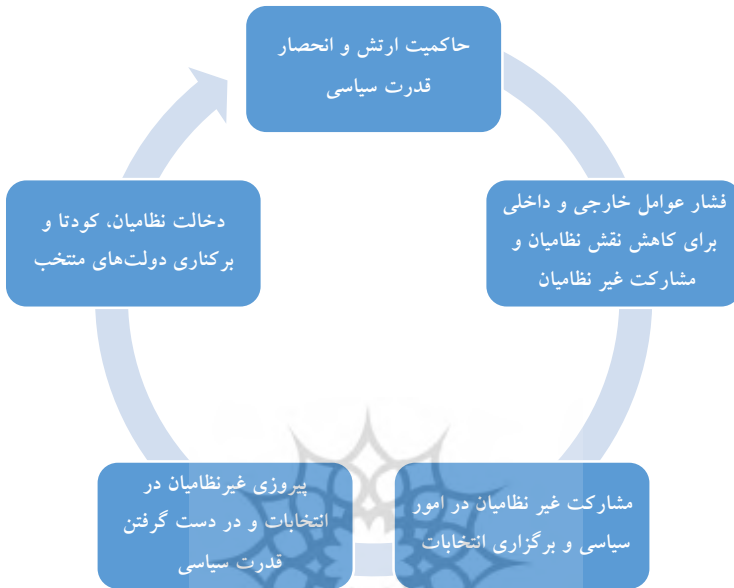 حاکمیت ارتش و انحصار
قدرت سیاسی
فشار عوامل خارجی و داخلی
برای کاهش نقش نظامیان و
مشارکت غیر نظامیان
مشارکت غیر نظامیان در امور
سیاسی و برگزاری انتخابات
پیروزی غیرنظامیان در
انتخابات و در دست گرفتن
قدرت سیاسی
دخالت نظامیان، کودتا و
برکناری دولت‌های منتخب